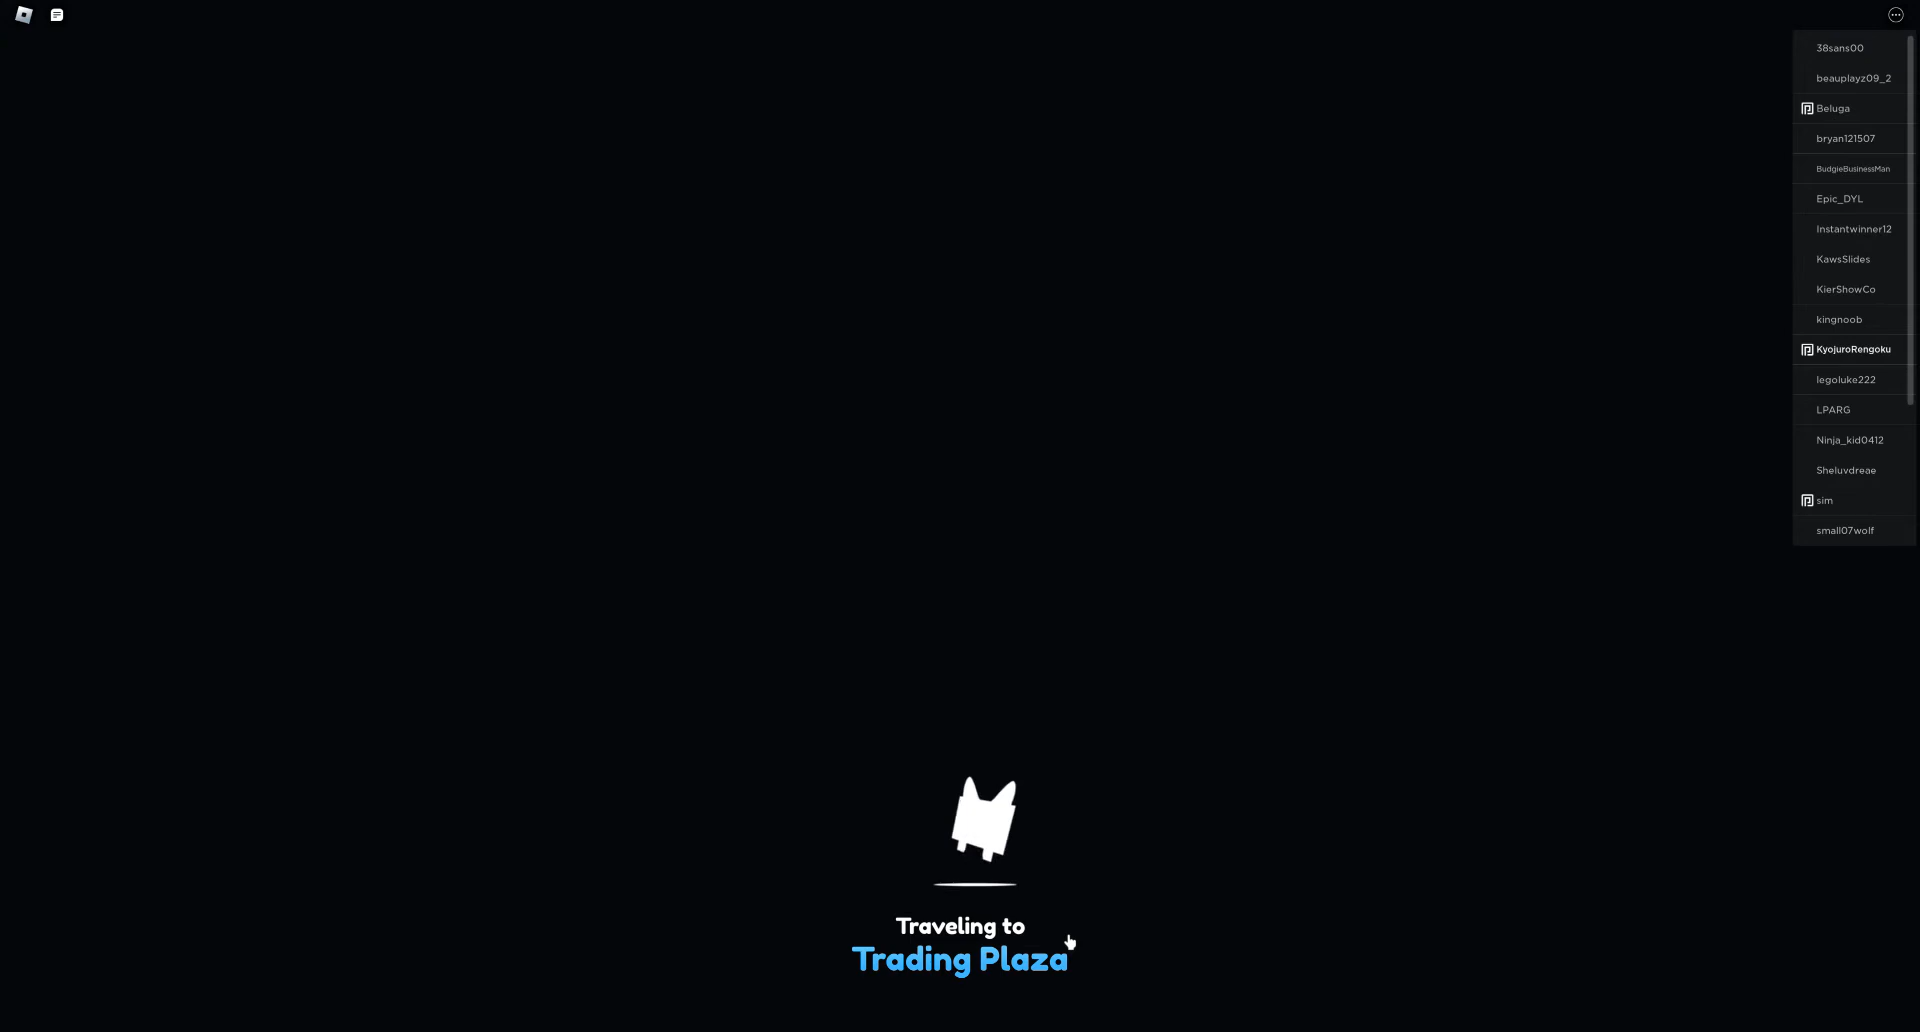 38sans00
beauplayz09_2
Beluga
bryan121507
BudgieBusinessMan
Epic_DYL
Instantwinner12
KawsSlides
KierShowCo
kingnoob
KyojuroRengoku
legoluke222
LPARG
Ninja_kid0412
Sheluvdreae
sim
small07wolf
Traveling to
Trading Plaza